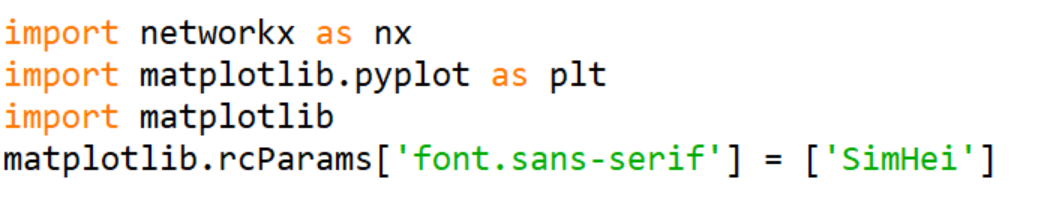 import networkx as nx
import matplotlib.pyplot as plt
import matplotlib
matplotlib.rcParams['font.sans-serif'] = ['SimHei']